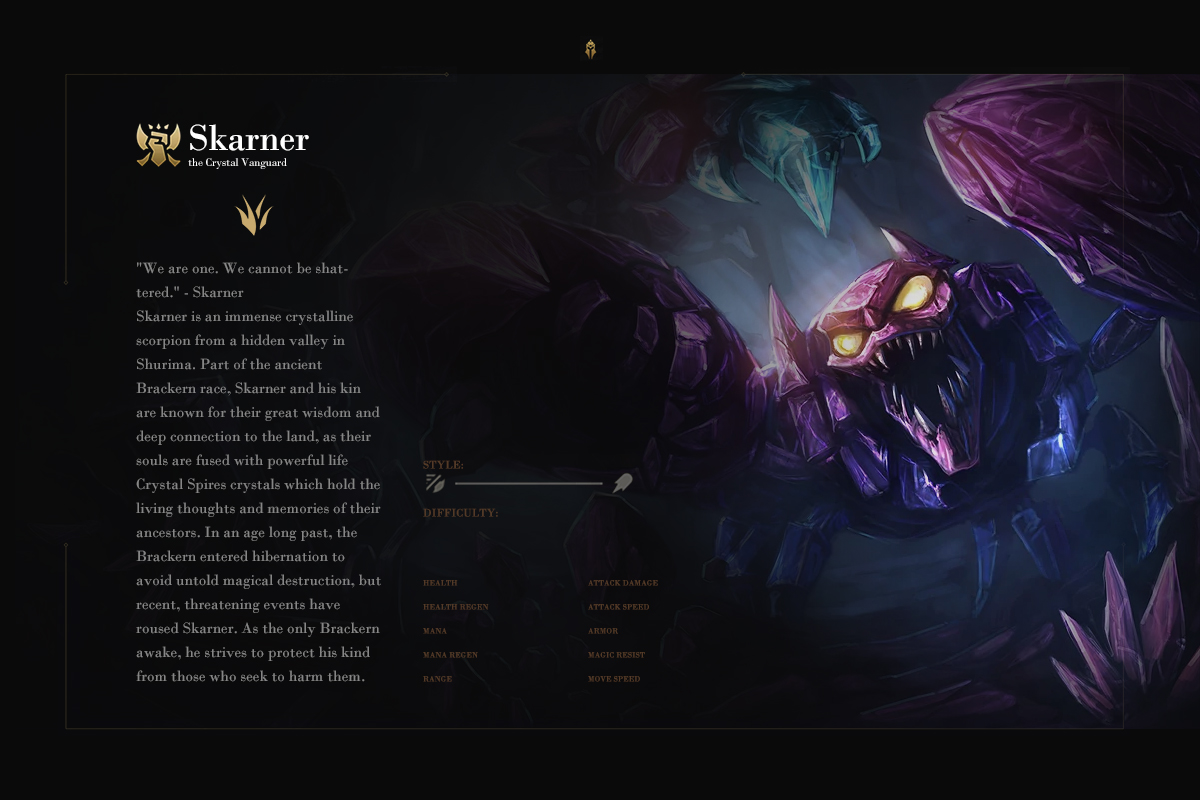 Skarner
the Crystal Vanguard
"We are one. We cannot be shat-
tered." - Skarner
Skarner is an immense crystalline
scorpion from a hidden valley in
Shurima. Part of the ancient
Brackern race, Skarner and his kin
are known for their great wisdom and
deep connection to the land, as their
souls are fused with powerful life
Crystal Spires crystals which hold the
living thoughts and memories of their
ancestors. In an age long past, the
Brackern entered hibernation to
avoid untold magical destruction, but
recent, threatening events have
roused Skarner. As the only Brackern
awake, he strives to protect his kind
from those who seek to harm them.
STYLE:
DIFFICULTY:
HEALTH
HEALTH REGEN
MANA
MANA REGEN
RANGE
ATTACK DAMAGE
ATTACK SPEED
ARMOR
MAGIC RESIST
MOVE SPEED